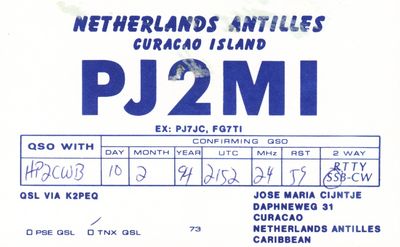 NETHERLANDS ANTILLES
CURACAO ISLAND
PJ2MI
EX: PJ7JC, FG7TI
QSO WITH CONFIRMING QSO
DAY MONTH YEAR UTC MHz RST 2 WAY
HP2CWB 10 2 94 2152 24 59 RTTY
SSB-CW
QSL VIA K2PEQ
JOSE MARIA CIJNTJE
DAPHNEWEG 31
CURACAO
NETHERLANDS ANTILLES
CARIBBEAN
PSE QSL TNX QSL 73